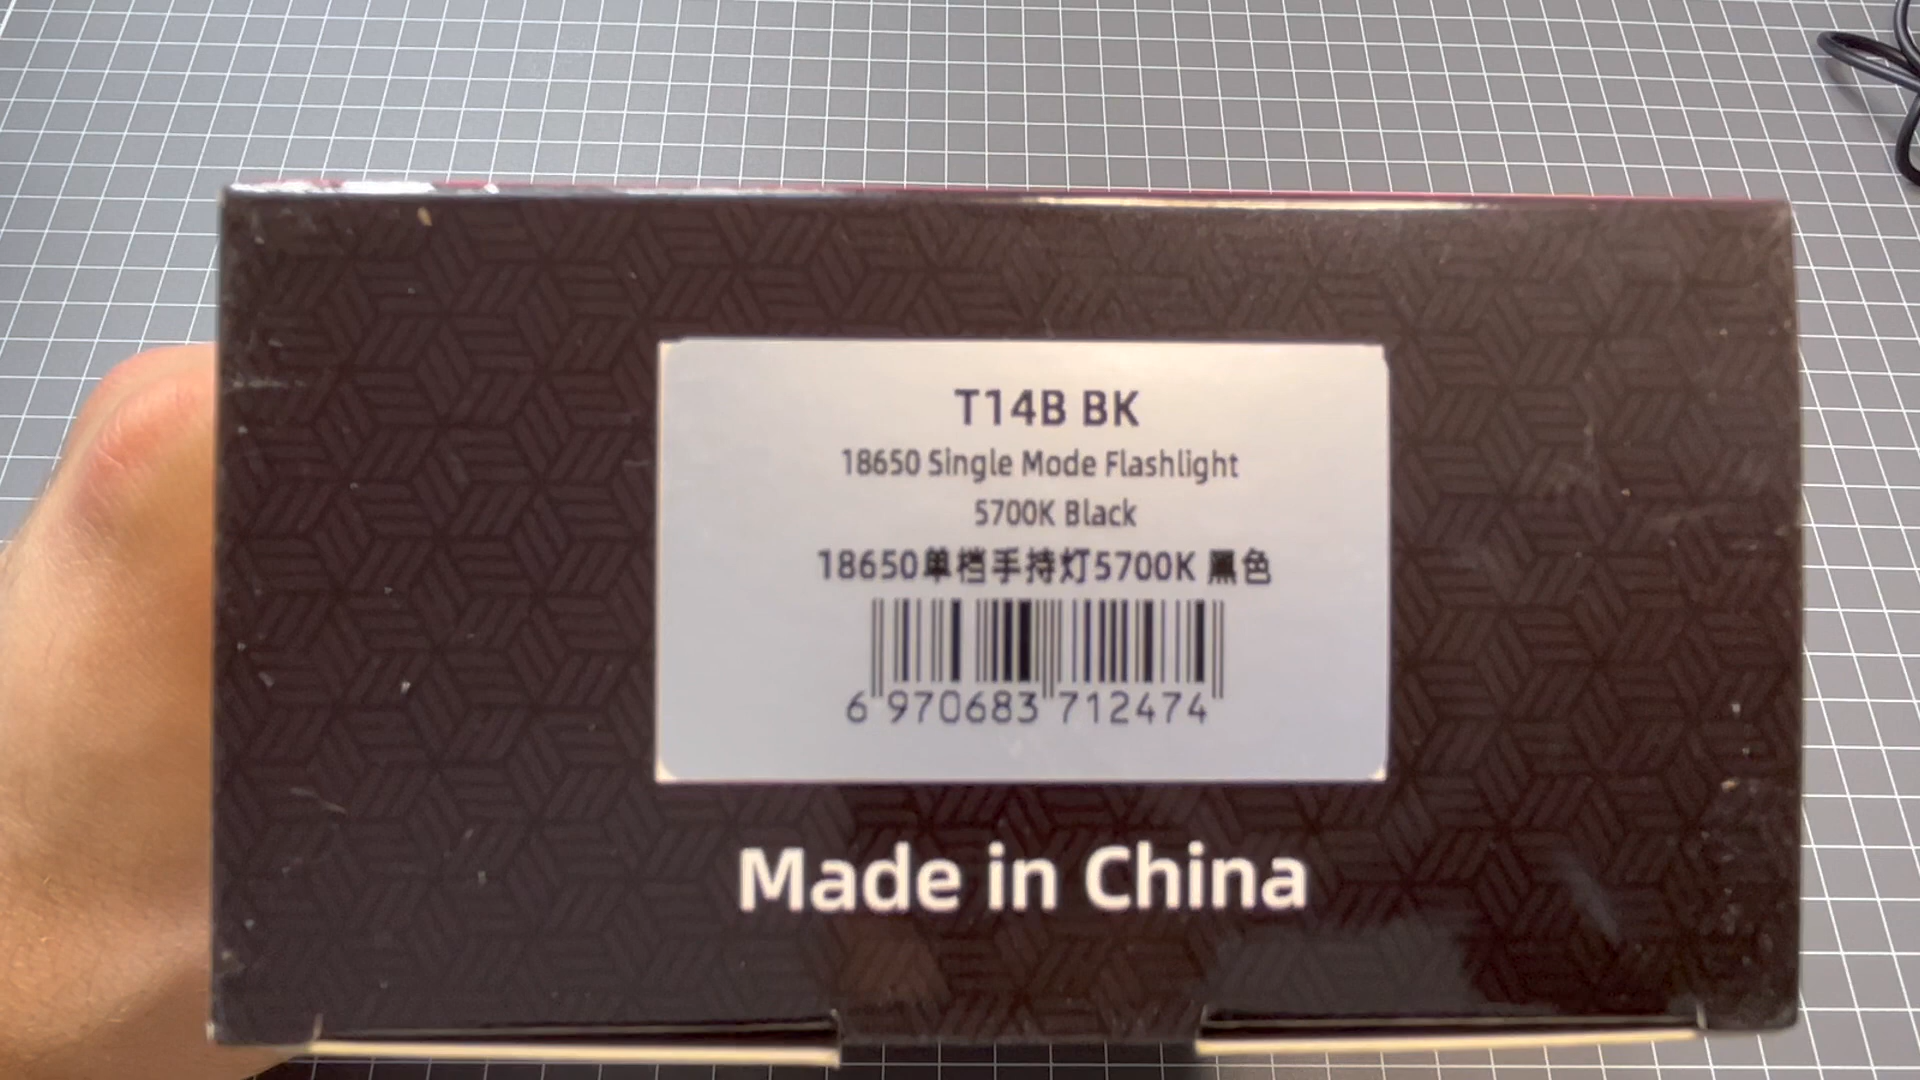 T14B BK
18650 Single Mode Flashlight
5700K Black
18650单档手持灯5700K 黑色
6 970683 712474
Made in China